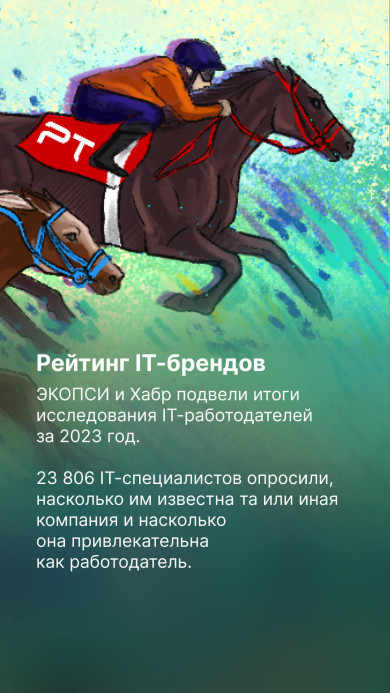 PT
Рейтинг IT-брендов
ЭКОПСИ и Хабр подвели итоги
исследования IT-работодателей
за 2023 год.
23 806 IT-специалистов опросили,
насколько им известна та или иная
компания и насколько
она привлекательна
как работодатель.